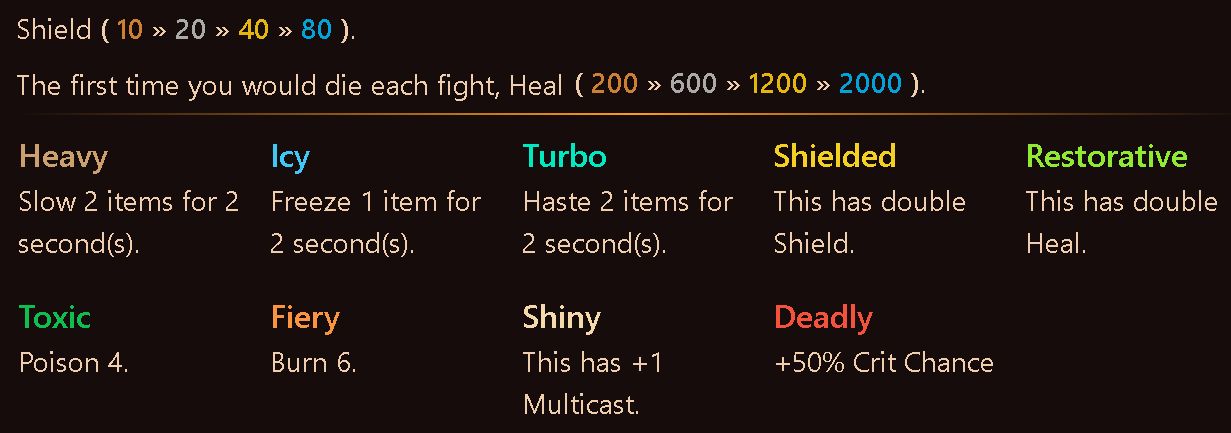 Shield ( 10 » 20 » 40 » 80 ).
The first time you would die each fight, Heal ( 200 » 600 » 1200 » 2000 ).
Heavy
Slow 2 items for 2
second(s).
Icy
Freeze 1 item for
2 second(s).
Turbo
Haste 2 items for
2 second(s).
Shielded
This has double
Shield.
Restorative
This has double
Heal.
Toxic
Poison 4.
Fiery
Burn 6.
Shiny
This has +1
Multicast.
Deadly
+50% Crit Chance